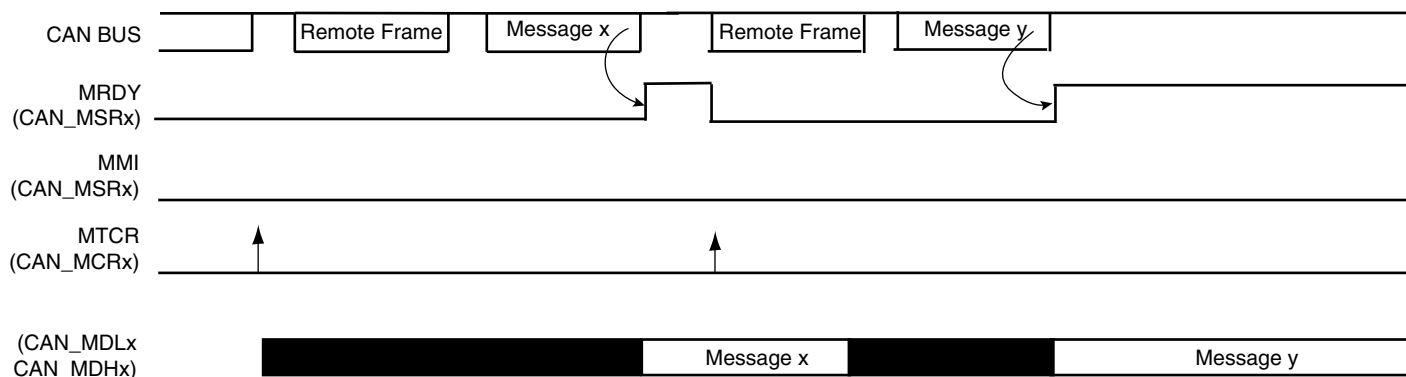 CAN BUS
Remote Frame
Message x
Remote Frame
Message y
MRDY
(CAN_MSRx)
MMI
(CAN_MSRx)
MTCR
(CAN_MCRx)
(CAN_MDLx
CAN_MDHx)
Message x
Message y